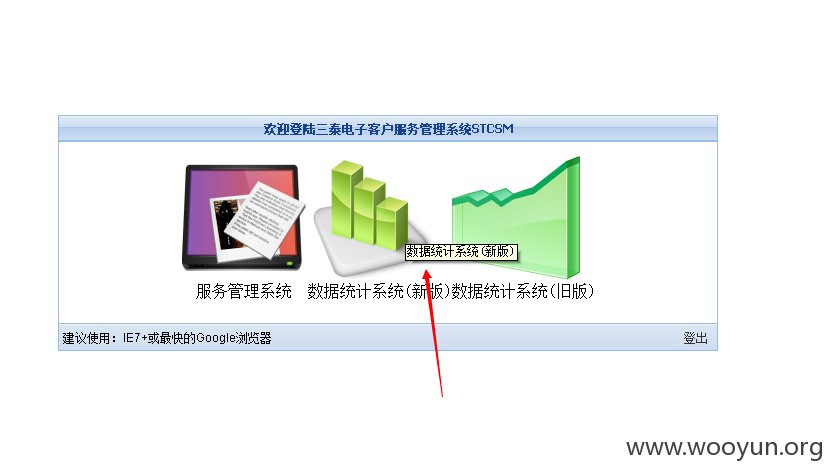 欢迎登陆三泰电子客户服务管理系统STCSM
数据统计系统(新版)
服务管理系统 数据统计系统(新版)数据统计系统(旧版)
建议使用：IE7+或最快的Google浏览器 登出
www.wooyun.org